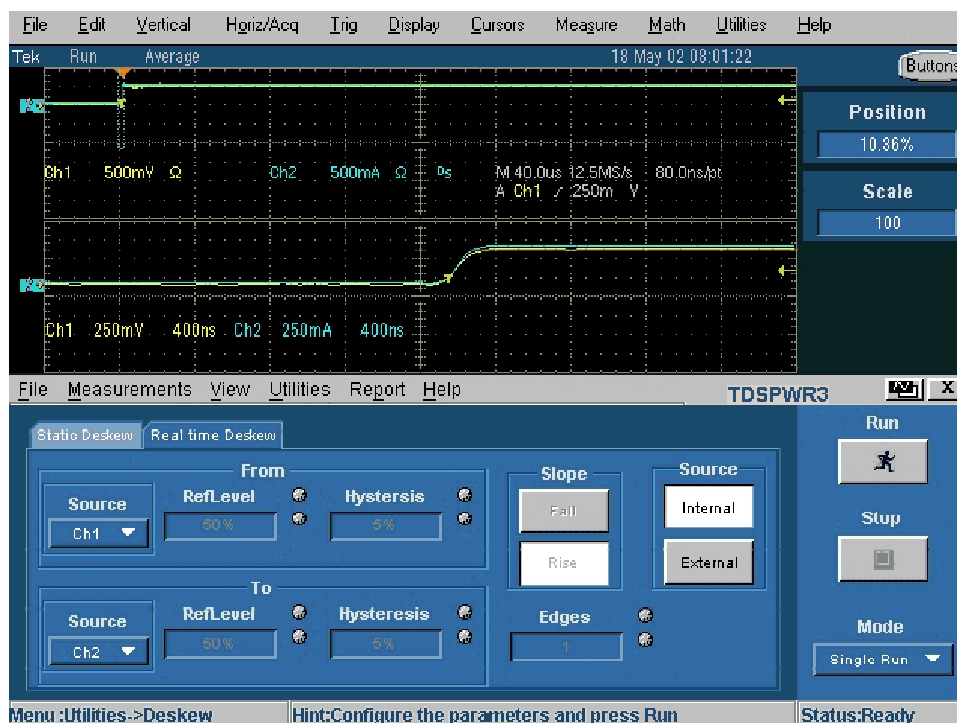 File Edit Vertical Horiz/Acq Trig Display Cursors Measure Math Utilities Help
Tek Run Average 18 May 02 08:01:22
Buttons
Position
10.36%
Ch1 500mV Ω Ch2 500mA Ω Ps M 40.0us 12.5MS/s 80.0ns/pt
A Ch1 250m V
Scale
100
Ch1 250mV 400ns Ch2 250mA 400ns
File Measurements View Utilities Report Help TDSPWR3 X
Static Deskew Real time Deskew
From
Source RefLevel Hystersis
Ch1 50% 5%
To
Source RefLevel Hysteresis
Ch2 50% 5%
Slope
Fall
Rise
Source
Internal
External
Edges
1
Run
Stop
Mode
Single Run
Menu :Utilities->Deskew Hint:Configure the parameters and press Run Status:Ready